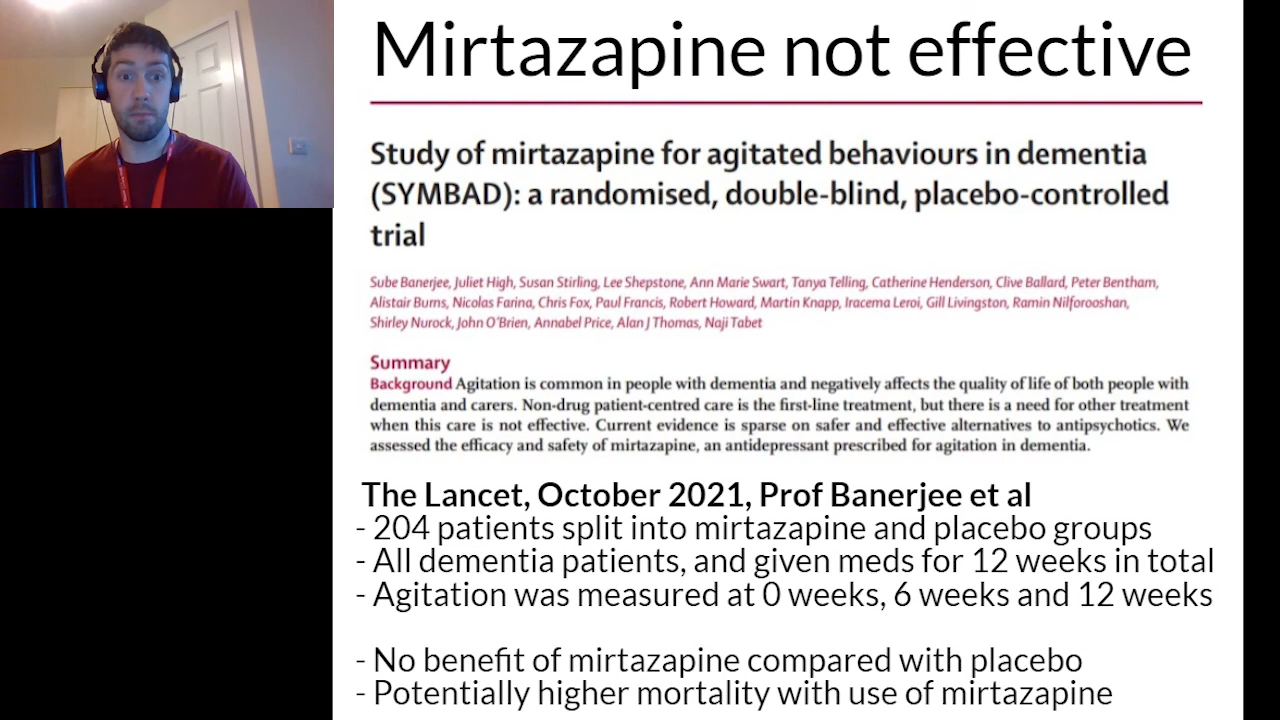 Mirtazapine not effective
Study of mirtazapine for agitated behaviours in dementia
(SYMBAD): a randomised, double-blind, placebo-controlled
trial
Sube Banerjee, Juliet High, Susan Stirling, Lee Shepstone, Ann Marie Swart, Tanya Telling, Catherine Henderson, Clive Ballard, Peter Bentham,
Alistair Burns, Nicolas Farina, Chris Fox, Paul Francis, Robert Howard, Martin Knapp, Iracema Leroi, Gill Livingston, Ramin Nilforooshan,
Shirley Nurock, John O'Brien, Annabel Price, Alan J Thomas, Naji Tabet
Summary
Background Agitation is common in people with dementia and negatively affects the quality of life of both people with
dementia and carers. Non-drug patient-centred care is the first-line treatment, but there is a need for other treatment
when this care is not effective. Current evidence is sparse on safer and effective alternatives to antipsychotics. We
assessed the efficacy and safety of mirtazapine, an antidepressant prescribed for agitation in dementia.
The Lancet, October 2021, Prof Banerjee et al
- 204 patients split into mirtazapine and placebo groups
- All dementia patients, and given meds for 12 weeks in total
- Agitation was measured at 0 weeks, 6 weeks and 12 weeks
- No benefit of mirtazapine compared with placebo
- Potentially higher mortality with use of mirtazapine